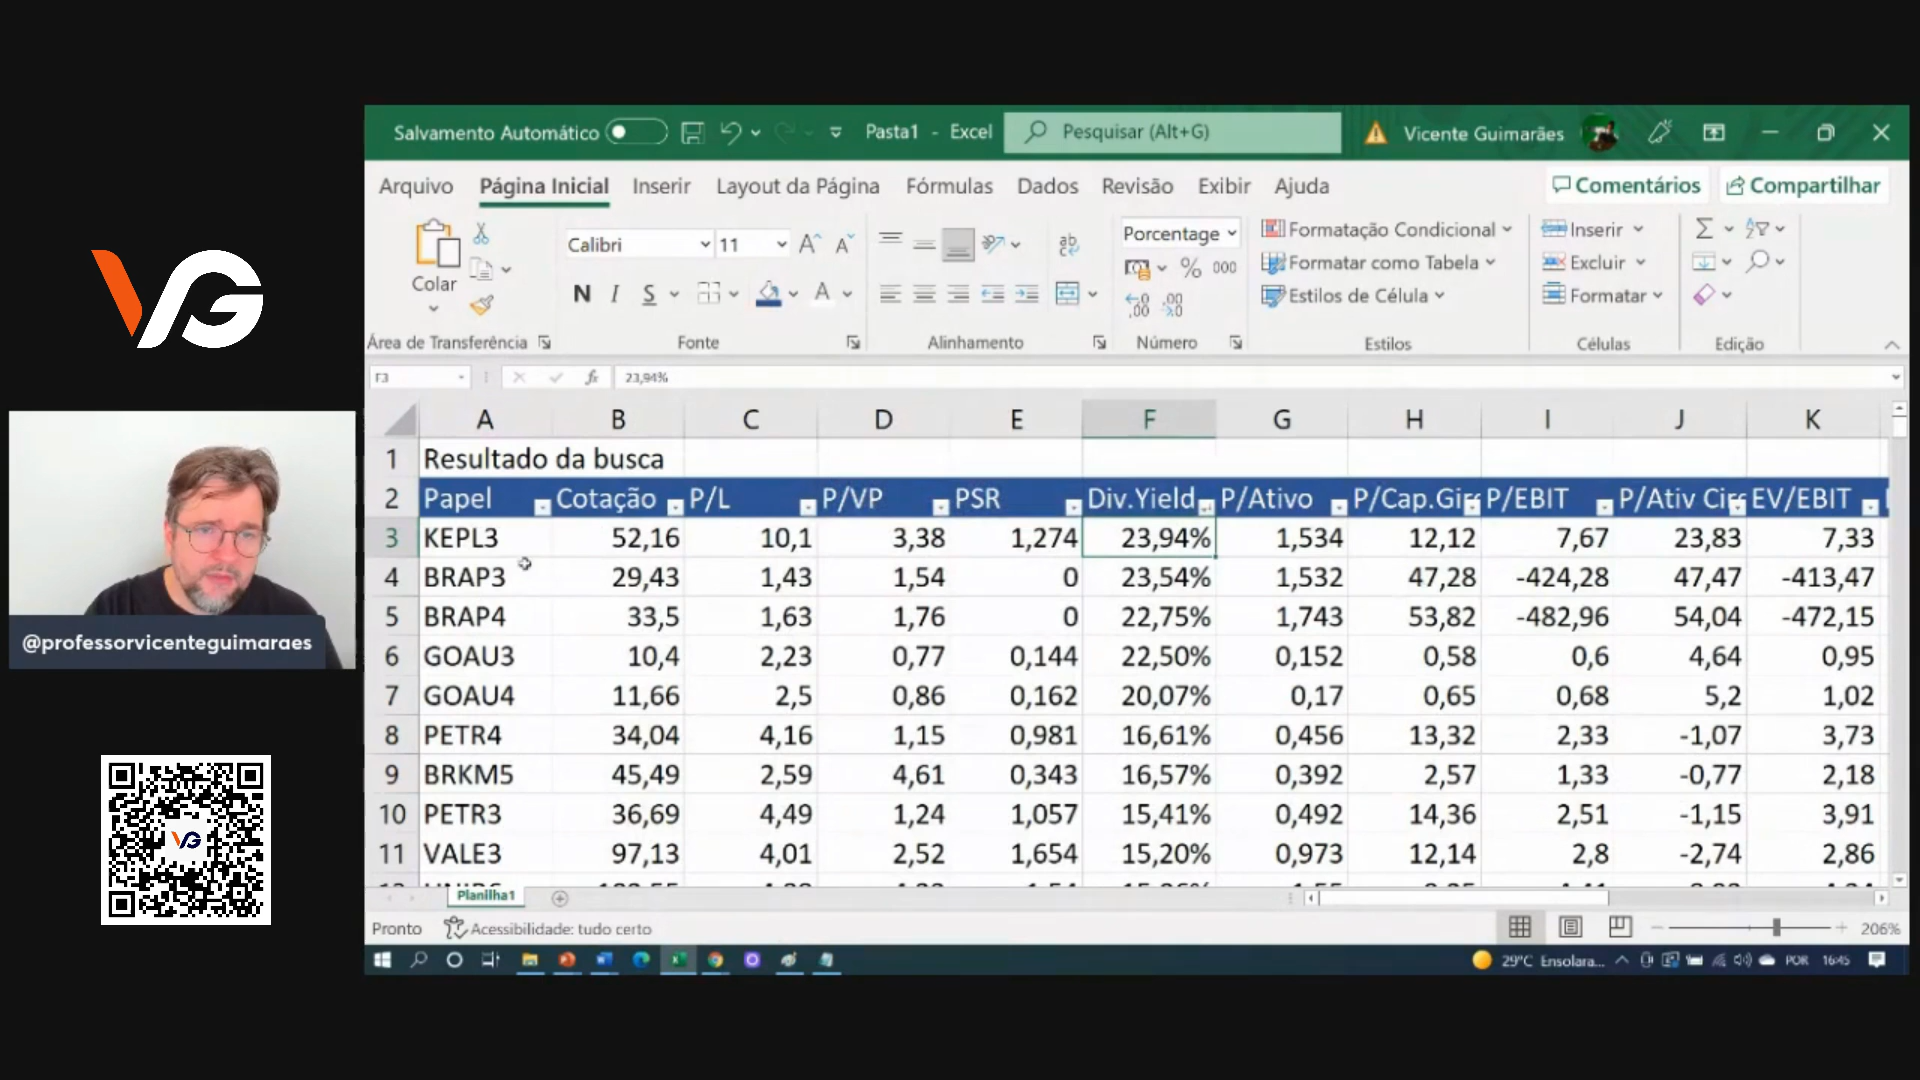 Salvamento Automático Pasta1 - Excel Pesquisar (Alt+G) Vicente Guimarães
Arquivo Página Inicial Inserir Layout da Página Fórmulas Dados Revisão Exibir Ajuda Comentários Compartilhar
Colar
Calibri 11
N I S A
Porcentage
% 000
Formatação Condicional
Formatar como Tabela
Estilos de Célula
Inserir
Excluir
Formatar
Área de Transferência Fonte Alinhamento Número Estilos Células Edição
F3 fx 23,94%
A B C D E F G H I J K
1 Resultado da busca
2 Papel Cotação P/L P/VP PSR Div.Yield P/Ativo P/Cap.Gir P/EBIT P/Ativ Circ EV/EBIT
3 KEPL3 52,16 10,1 3,38 1,274 23,94% 1,534 12,12 7,67 23,83 7,33
4 BRAP3 29,43 1,43 1,54 0 23,54% 1,532 47,28 -424,28 47,47 -413,47
5 BRAP4 33,5 1,63 1,76 0 22,75% 1,743 53,82 -482,96 54,04 -472,15
6 GOAU3 10,4 2,23 0,77 0,144 22,50% 0,152 0,58 0,6 4,64 0,95
7 GOAU4 11,66 2,5 0,86 0,162 20,07% 0,17 0,65 0,68 5,2 1,02
8 PETR4 34,04 4,16 1,15 0,981 16,61% 0,456 13,32 2,33 -1,07 3,73
9 BRKM5 45,49 2,59 4,61 0,343 16,57% 0,392 2,57 1,33 -0,77 2,18
10 PETR3 36,69 4,49 1,24 1,057 15,41% 0,492 14,36 2,51 -1,15 3,91
11 VALE3 97,13 4,01 2,52 1,654 15,20% 0,973 12,14 2,8 -2,74 2,86
Planilha1
Pronto Acessibilidade: tudo certo 206%
29°C Ensolara... POR 16:45
VG
@professorvicenteguimaraes
VG